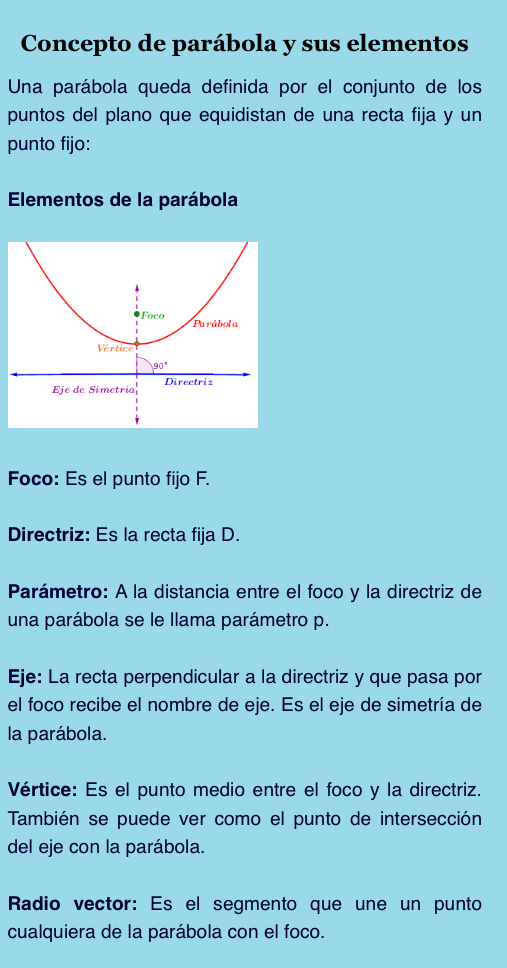 Concepto de parábola y sus elementos
Una parábola queda definida por el conjunto de los
puntos del plano que equidistan de una recta fija y un
punto fijo:
Elementos de la parábola
Foco
Parábola
Vértice
90°
Directriz
Eje de Simetria
Foco: Es el punto fijo F.
Directriz: Es la recta fija D.
Parámetro: A la distancia entre el foco y la directriz de
una parábola se le llama parámetro p.
Eje: La recta perpendicular a la directriz y que pasa por
el foco recibe el nombre de eje. Es el eje de simetría de
la parábola.
Vértice: Es el punto medio entre el foco y la directriz.
También se puede ver como el punto de intersección
del eje con la parábola.
Radio vector: Es el segmento que une un punto
cualquiera de la parábola con el foco.